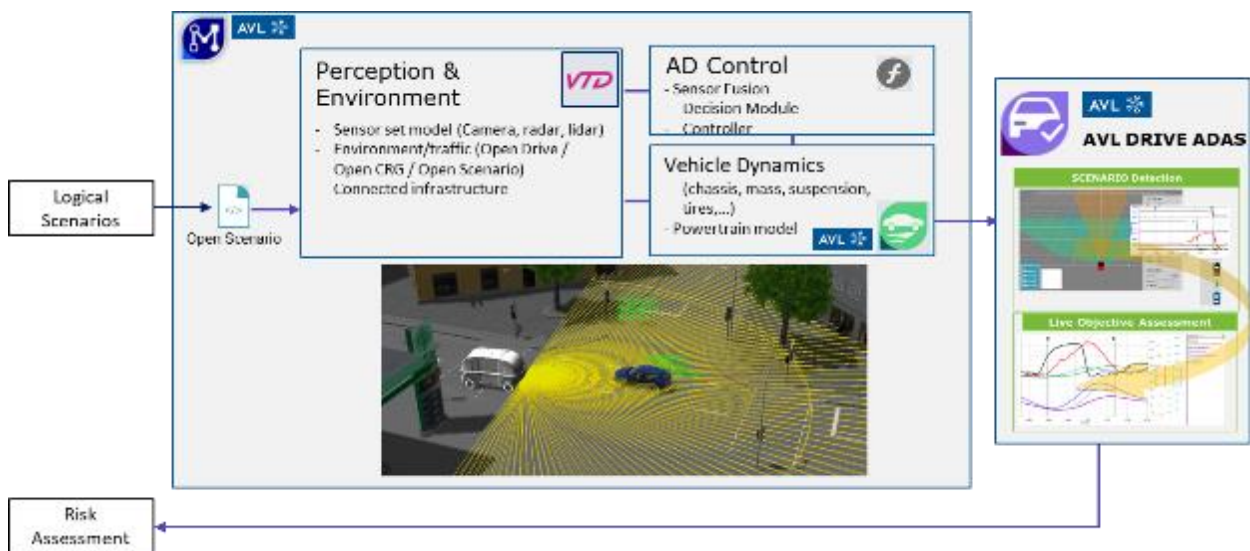 AVL
Perception &
Environment
VTD
- Sensor set model (Camera, radar, lidar)
- Environment/traffic (Open Drive /
Open CRG / Open Scenario)
Connected infrastructure
AD Control
- Sensor Fusion
Decision Module
- Controller
Vehicle Dynamics
(chassis, mass, suspension,
tires,...)
- Powertrain model
AVL
Logical
Scenarios
Open Scenario
AVL
AVL DRIVE ADAS
SCENARIO Detection
Live Objective Assessment
Risk
Assessment